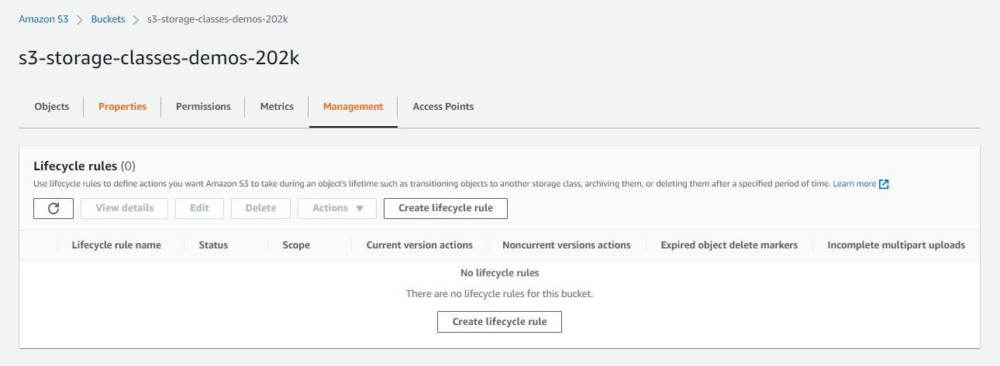 Amazon S3 > Buckets > s3-storage-classes-demos-202k
s3-storage-classes-demos-202k
Objects Properties Permissions Metrics Management Access Points
Lifecycle rules (0)
Use lifecycle rules to define actions you want Amazon S3 to take during an object's lifetime such as transitioning objects to another storage class, archiving them, or deleting them after a specified period of time. Learn more
View details Edit Delete Actions Create lifecycle rule
Lifecycle rule name Status Scope Current version actions Noncurrent versions actions Expired object delete markers Incomplete multipart uploads
No lifecycle rules
There are no lifecycle rules for this bucket.
Create lifecycle rule